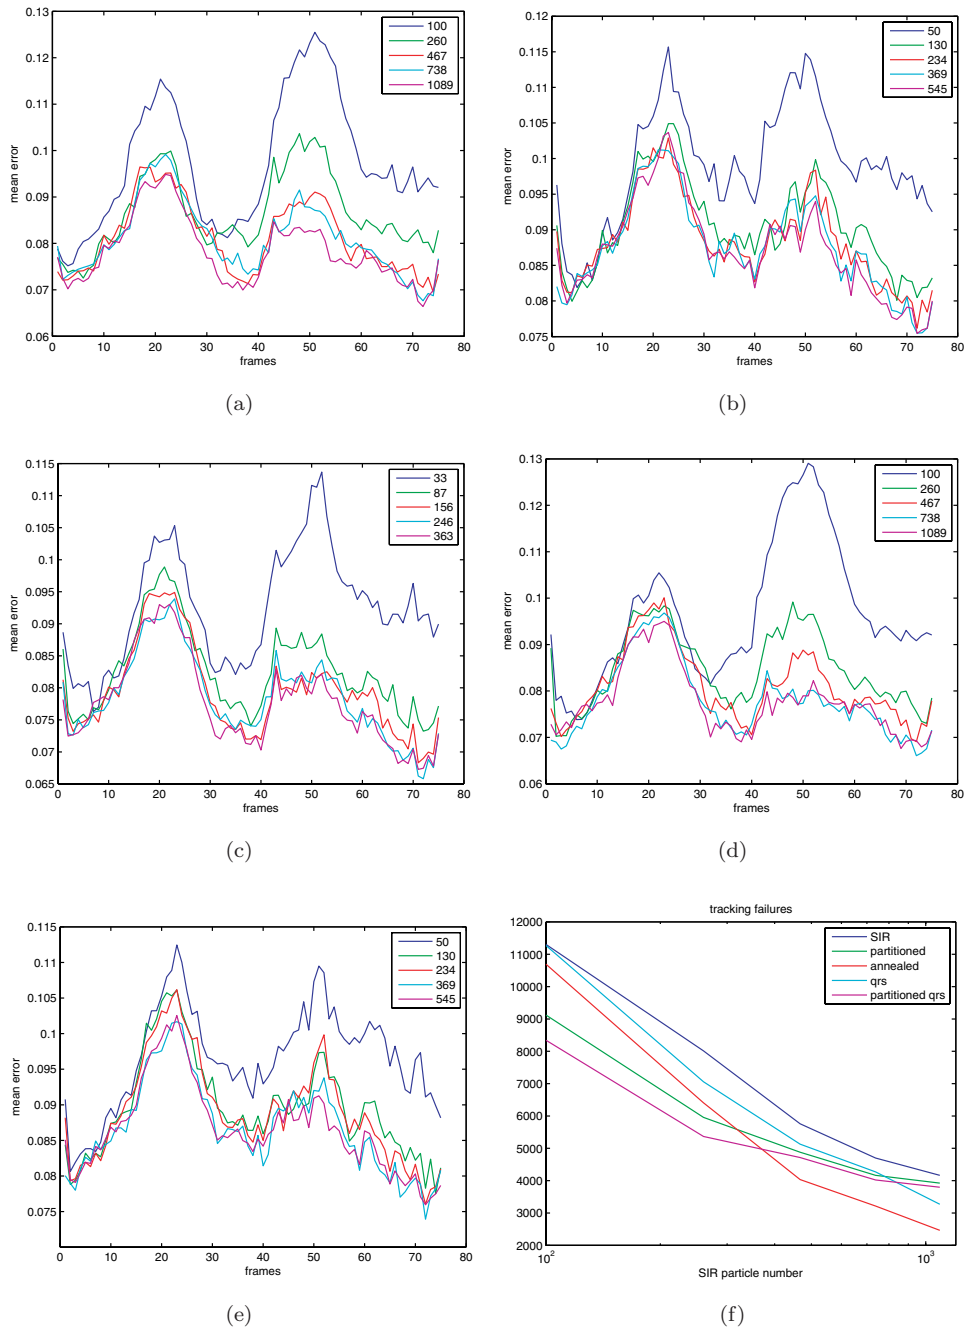 0.13
0.12
0.11
0.1
0.09
0.08
0.07
0.06
mean error
0 10 20 30 40 50 60 70 80
frames
100
260
467
738
1089
(a)
0.12
0.115
0.11
0.105
0.1
0.095
0.09
0.085
0.08
0.075
mean error
0 10 20 30 40 50 60 70 80
frames
50
130
234
369
545
(b)
0.115
0.11
0.105
0.1
0.095
0.09
0.085
0.08
0.075
0.07
0.065
mean error
0 10 20 30 40 50 60 70 80
frames
33
87
156
246
363
(c)
0.13
0.12
0.11
0.1
0.09
0.08
0.07
0.06
mean error
0 10 20 30 40 50 60 70 80
frames
100
260
467
738
1089
(d)
0.115
0.11
0.105
0.1
0.095
0.09
0.085
0.08
0.075
mean error
0 10 20 30 40 50 60 70 80
frames
50
130
234
369
545
(e)
tracking failures
12000
11000
10000
9000
8000
7000
6000
5000
4000
3000
2000
10² 10³
SIR particle number
SIR
partitioned
annealed
qrs
partitioned qrs
(f)